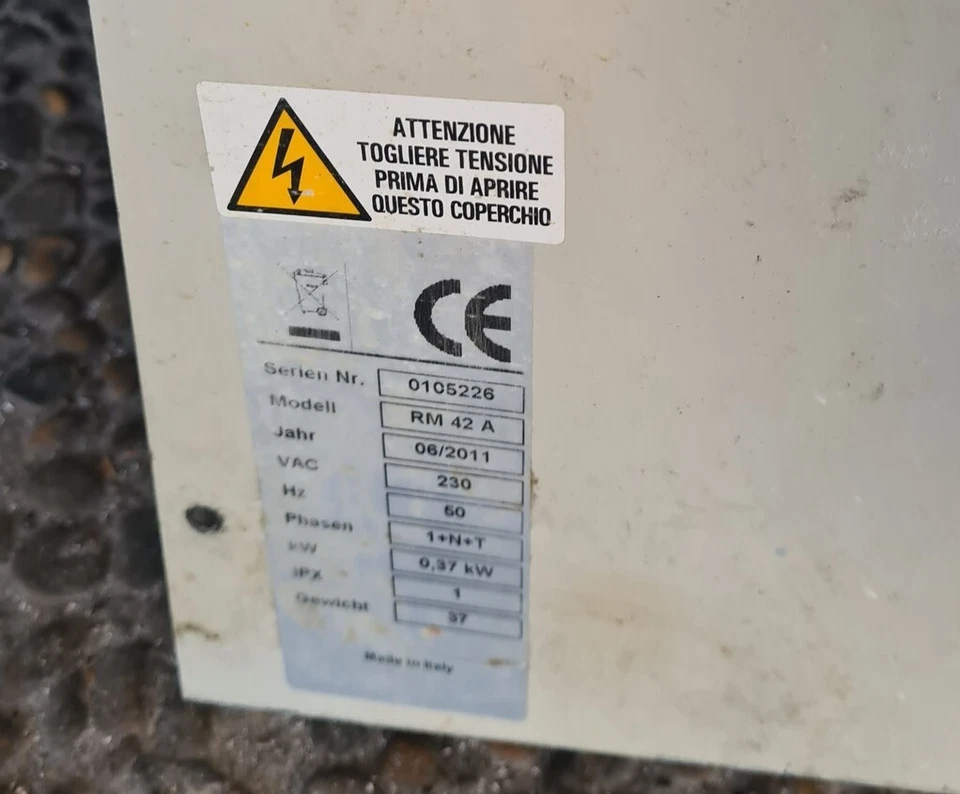 ATTENZIONE
TOGLIERE TENSIONE
PRIMA DI APRIRE
QUESTO COPERCHIO
CE
Serien Nr. 0105226
Modell RM 42 A
Jahr 06/2011
VAC 230
Hz 50
Phasen 1+N+T
kW 0,37 kW
IPX 1
Gewicht 37
Made in Italy